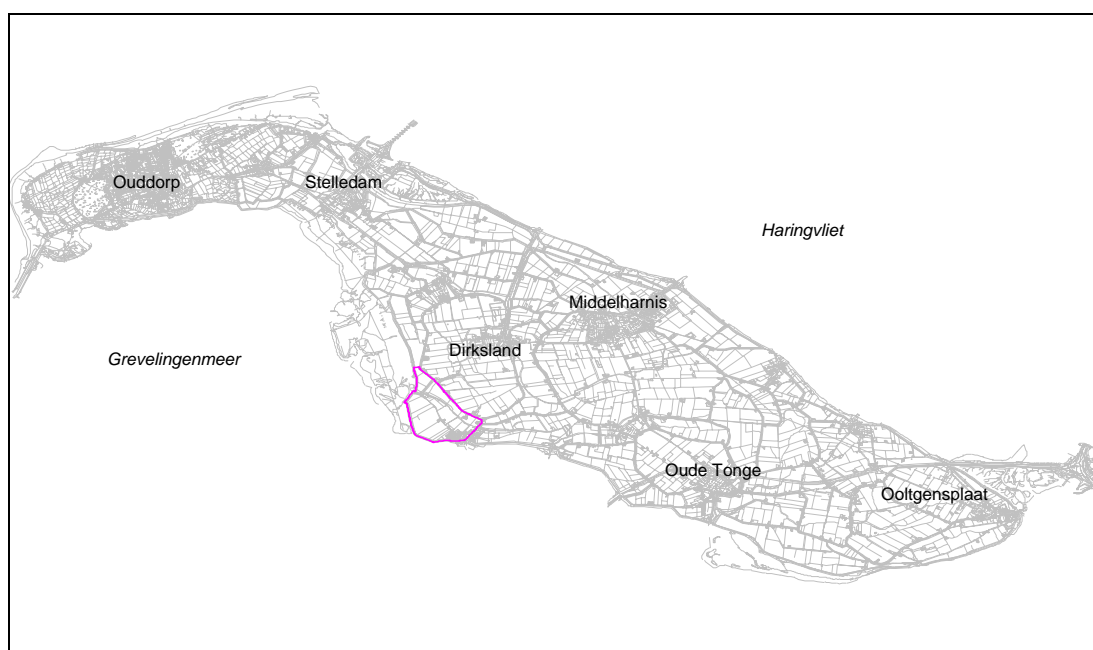 Ouddorp
Stelledam
Haringvliet
Middelharnis
Dirksland
Grevelingenmeer
Oude Tonge
Ooltgensplaat